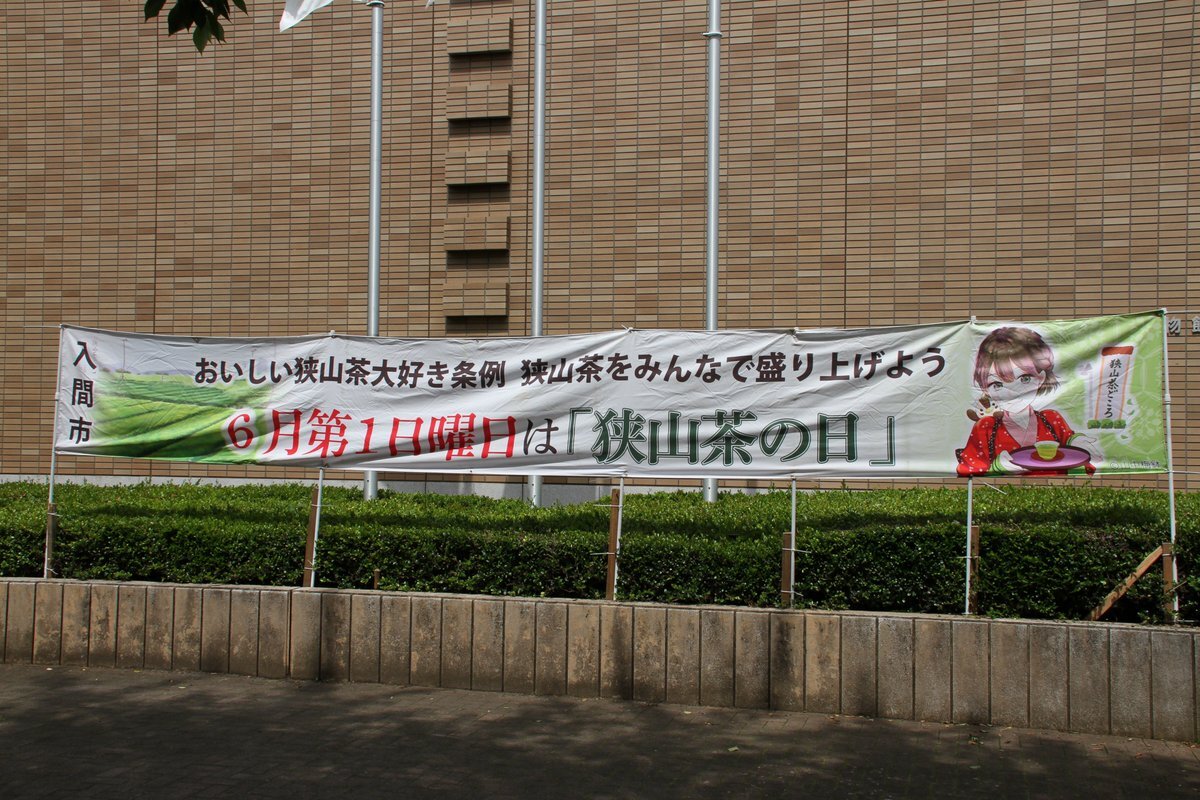 入間市
おいしい狭山茶大好き条例 狭山茶をみんなで盛り上げよう
6月第1日曜日は「狭山茶の日」
狭山茶どころ
物